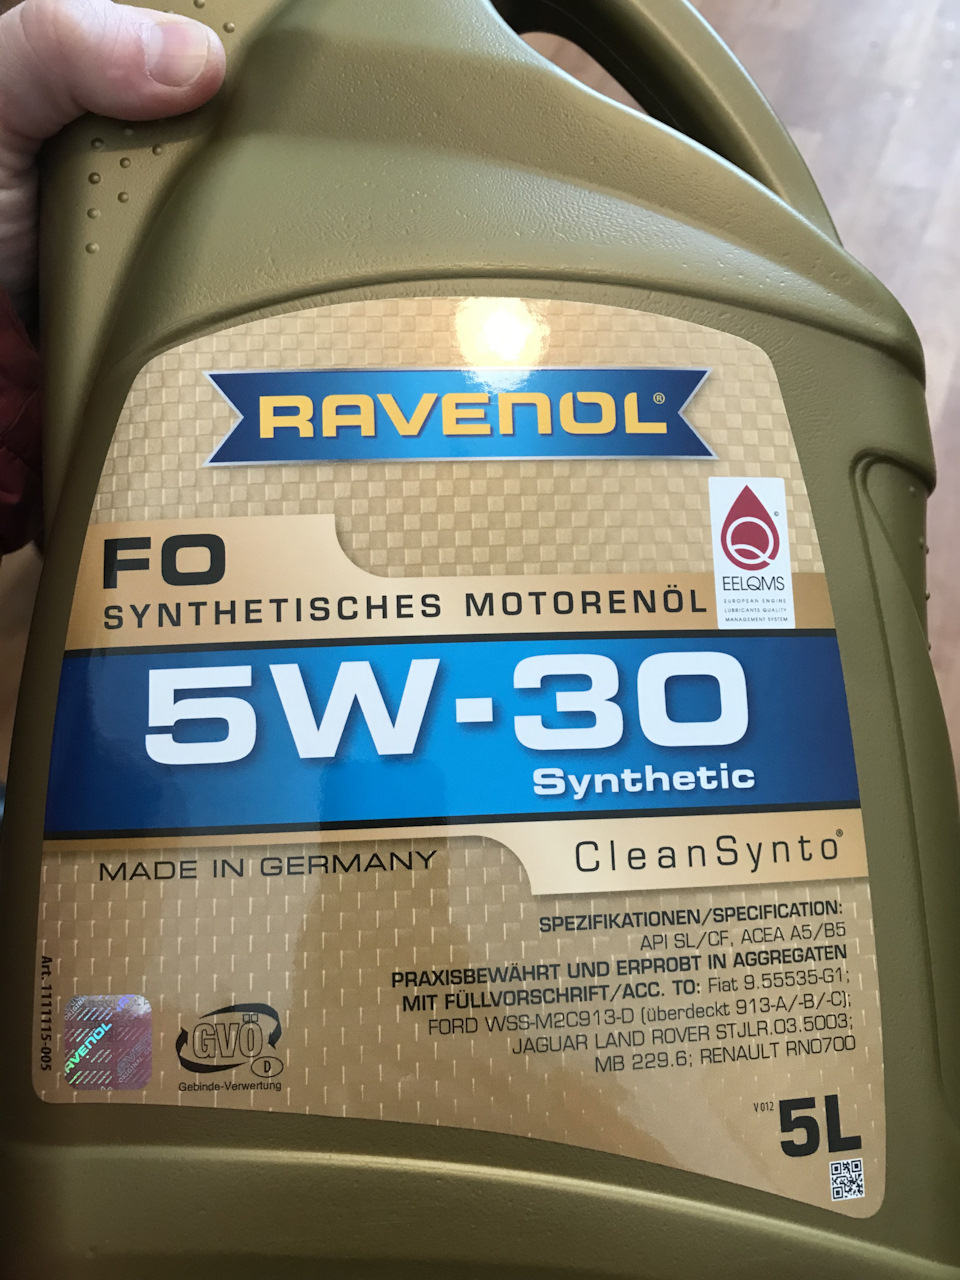 RAVENOL®
EELQMS
EUROPEAN ENGINE
LUBRICANTS QUALITY
MANAGEMENT SYSTEM
FO
SYNTHETISCHES MOTORENÖL
5W-30
Synthetic
CleanSynto®
MADE IN GERMANY
SPEZIFIKATIONEN/SPECIFICATION:
API SL/CF, ACEA A5/B5
PRAXISBEWÄHRT UND ERPROBT IN AGGREGATEN
MIT FÜLLVORSCHRIFT/ACC. TO: Fiat 9.55535-G1;
FORD WSS-M2C913-D (überdeckt 913-A/-B/-C);
JAGUAR LAND ROVER STJLR.03.5003;
MB 229.6; RENAULT RN0700
Art. 1111115-005
RAVENOL
GVÖ
D
Gebinde-Verwertung
V 012
5L